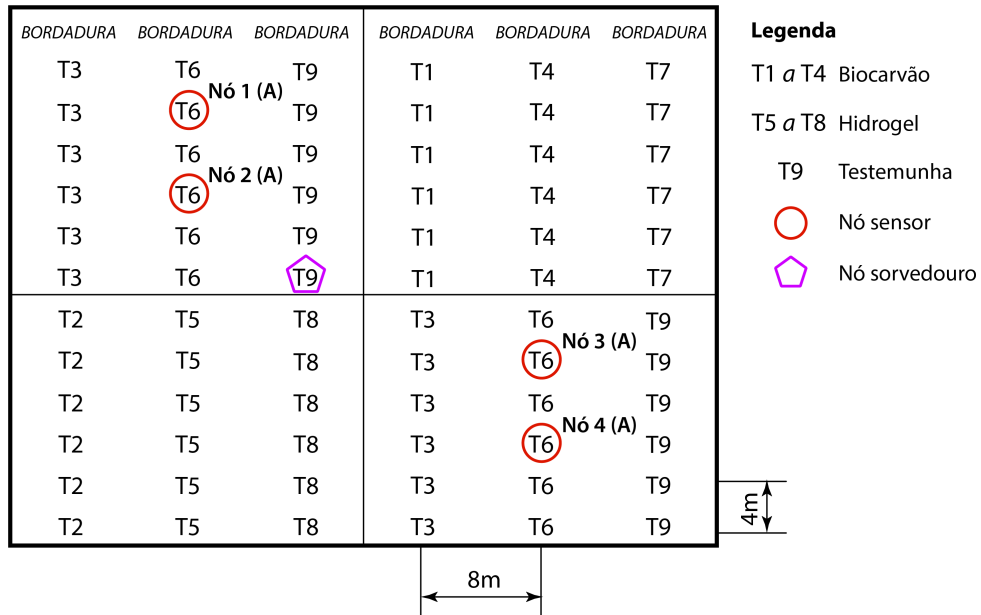 BORDADURA BORDADURA BORDADURA BORDADURA BORDADURA BORDADURA
T3 T6 T9 T1 T4 T7
Nó 1 (A)
T3 T6 T9 T1 T4 T7
T3 T6 T9 T1 T4 T7
Nó 2 (A)
T3 T6 T9 T1 T4 T7
T3 T6 T9 T1 T4 T7
T3 T6 T9 T1 T4 T7
T2 T5 T8 T3 T6 T9
Nó 3 (A)
T2 T5 T8 T3 T6 T9
T2 T5 T8 T3 T6 T9
Nó 4 (A)
T2 T5 T8 T3 T6 T9
T2 T5 T8 T3 T6 T9
T2 T5 T8 T3 T6 T9
4m
8m
Legenda
T1 a T4 Biocarvão
T5 a T8 Hidrogel
T9 Testemunha
Nó sensor
Nó sorvedouro